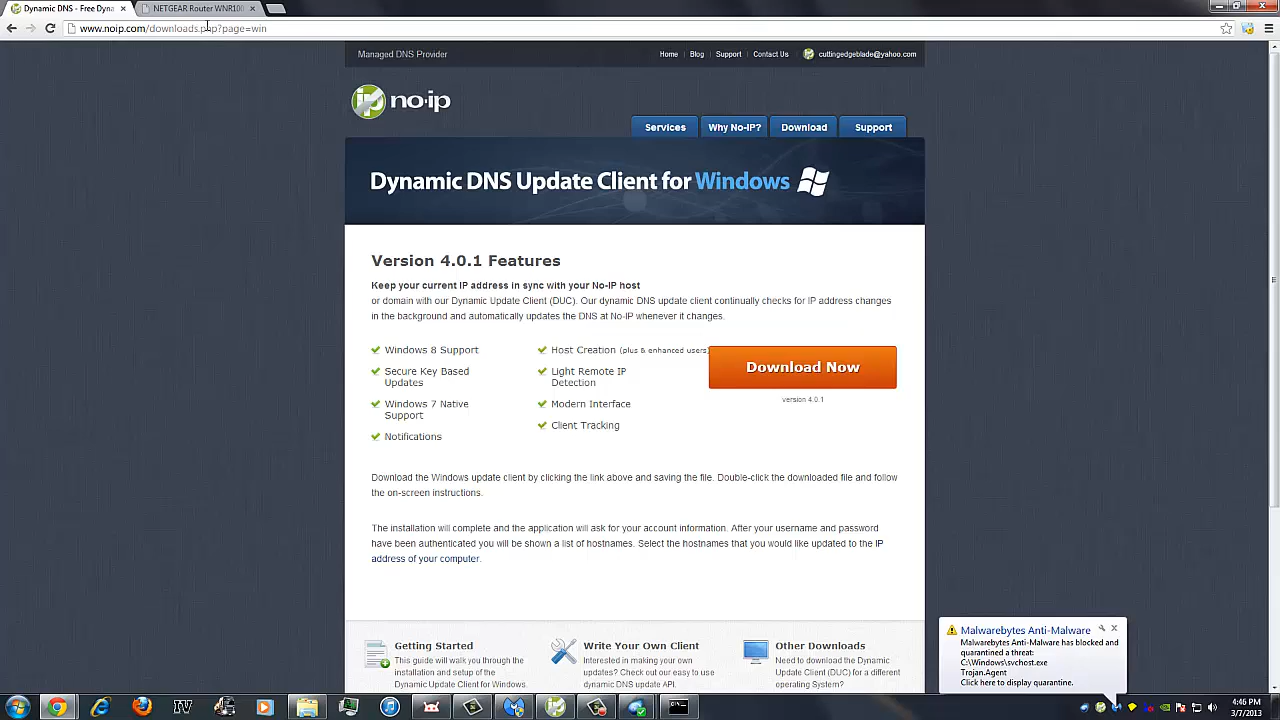 Dynamic DNS - Free Dyna
NETGEAR Router WNR100
www.noip.com/downloads.php?page=win
Managed DNS Provider
Home Blog Support Contact Us cuttingedgeblade@yahoo.com
no-ip
Services Why No-IP? Download Support
Dynamic DNS Update Client for Windows
Version 4.0.1 Features
Keep your current IP address in sync with your No-IP host
or domain with our Dynamic Update Client (DUC). Our dynamic DNS update client continually checks for IP address changes
in the background and automatically updates the DNS at No-IP whenever it changes.
Windows 8 Support
Secure Key Based
Updates
Windows 7 Native
Support
Notifications
Host Creation (plus & enhanced users)
Light Remote IP
Detection
Modern Interface
Client Tracking
Download Now
version 4.0.1
Download the Windows update client by clicking the link above and saving the file. Double-click the downloaded file and follow
the on-screen instructions.
The installation will complete and the application will ask for your account information. After your username and password
have been authenticated you will be shown a list of hostnames. Select the hostnames that you would like updated to the IP
address of your computer.
Getting Started
This guide will walk you through the
installation and setup of the
Dynamic Update Client for Windows.
Write Your Own Client
Interested in making your own
updates? Check out our easy to use
dynamic DNS update API.
Other Downloads
Need to download the Dynamic
Update Client (DUC) for a different
operating System?
Malwarebytes Anti-Malware
Malwarebytes Anti-Malware has blocked and
quarantined a threat:
C:\Windows\svchost.exe
Trojan.Agent
Click here to display quarantine.
IV
4:46 PM
3/7/2013